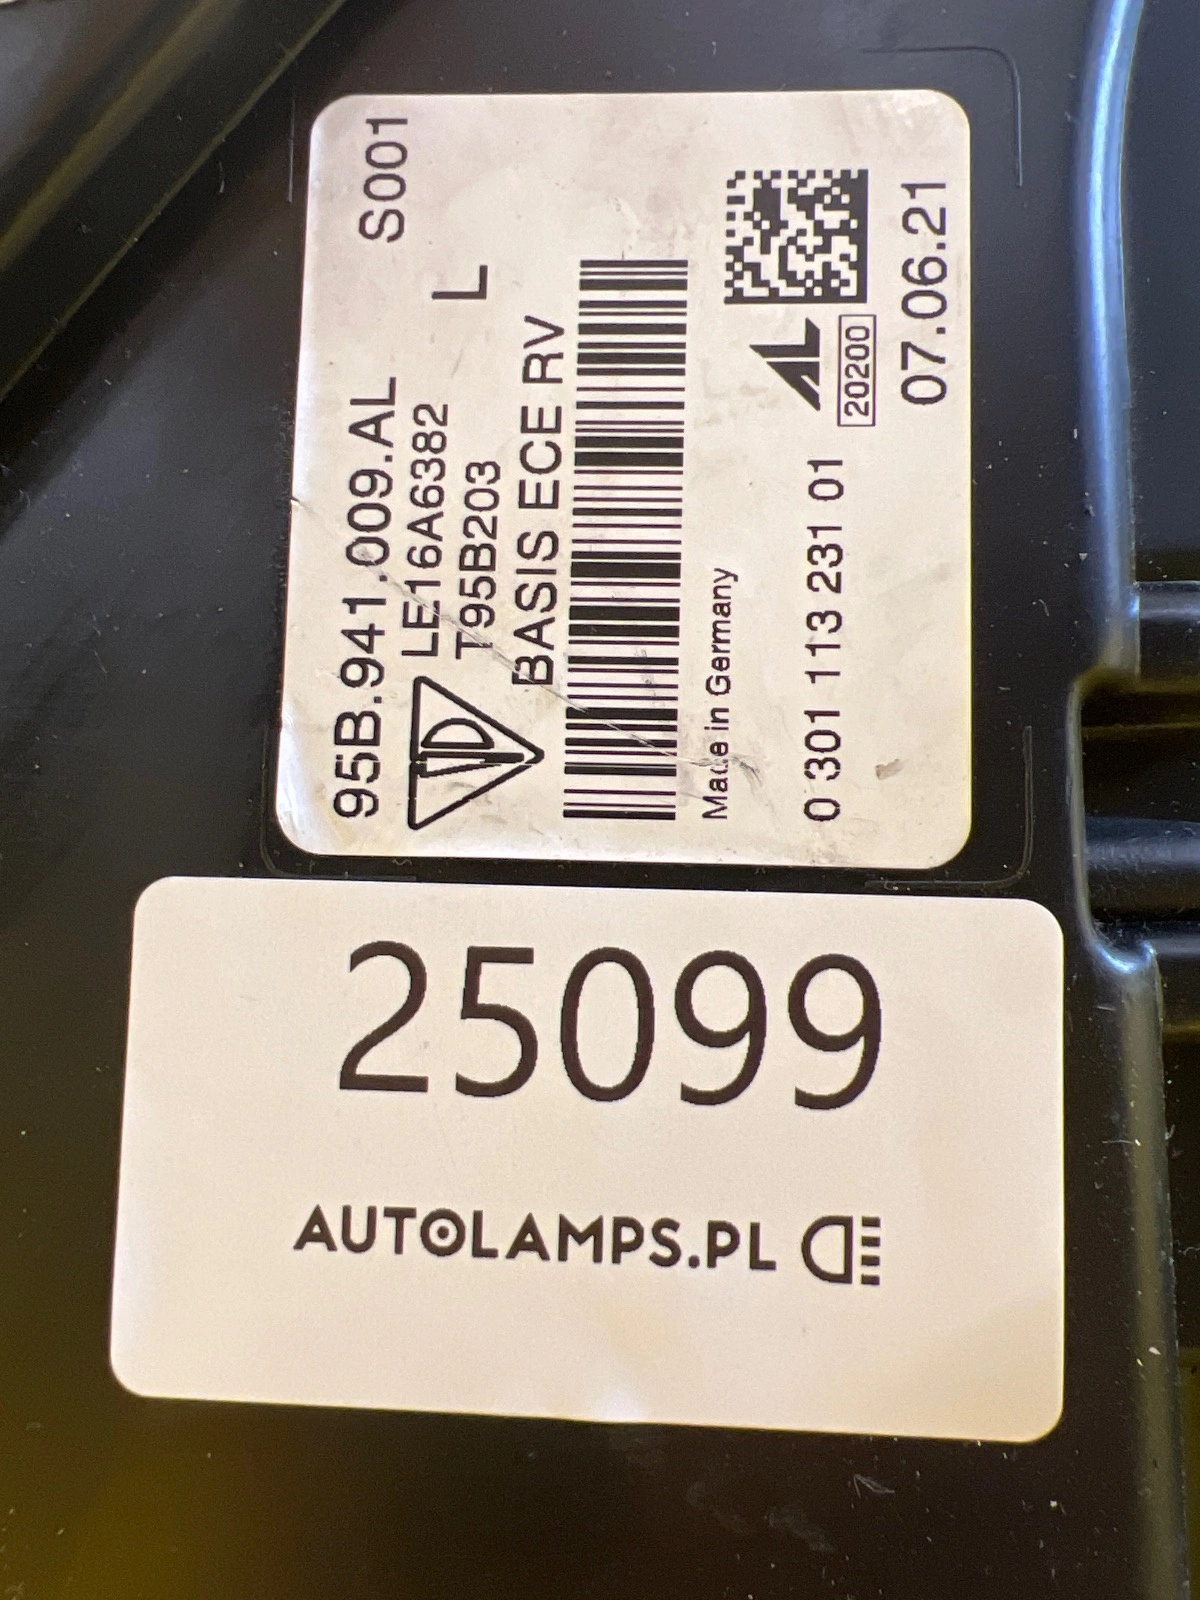 95B.941.009.AL S001
LE16A6382 L
T95B203
BASIS ECE RV
Made in Germany
AL
20200
0 301 113 231 01
07.06.21
25099
AUTOLAMPS.PL